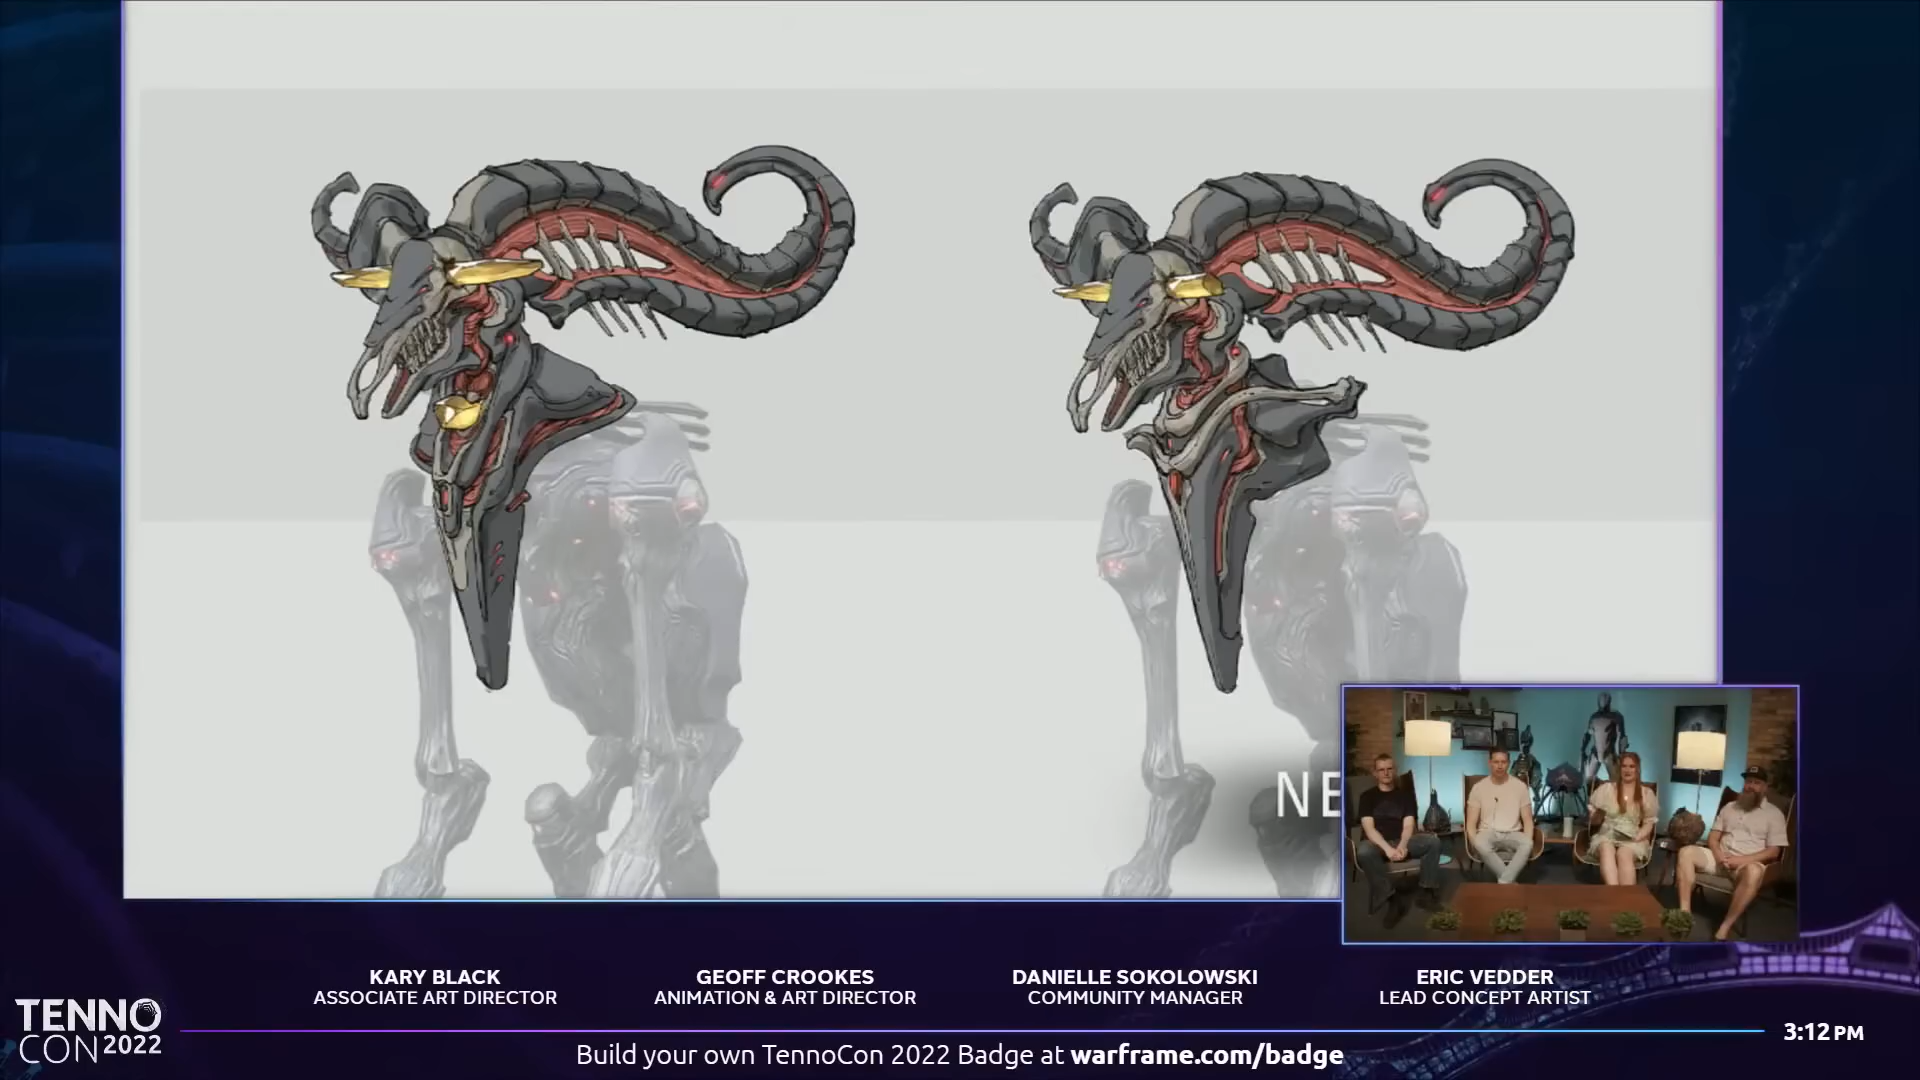 NE
KARY BLACK
ASSOCIATE ART DIRECTOR
GEOFF CROOKES
ANIMATION & ART DIRECTOR
DANIELLE SOKOLOWSKI
COMMUNITY MANAGER
ERIC VEDDER
LEAD CONCEPT ARTIST
TENNO
CON 2022
3:12 PM
Build your own TennoCon 2022 Badge at warframe.com/badge